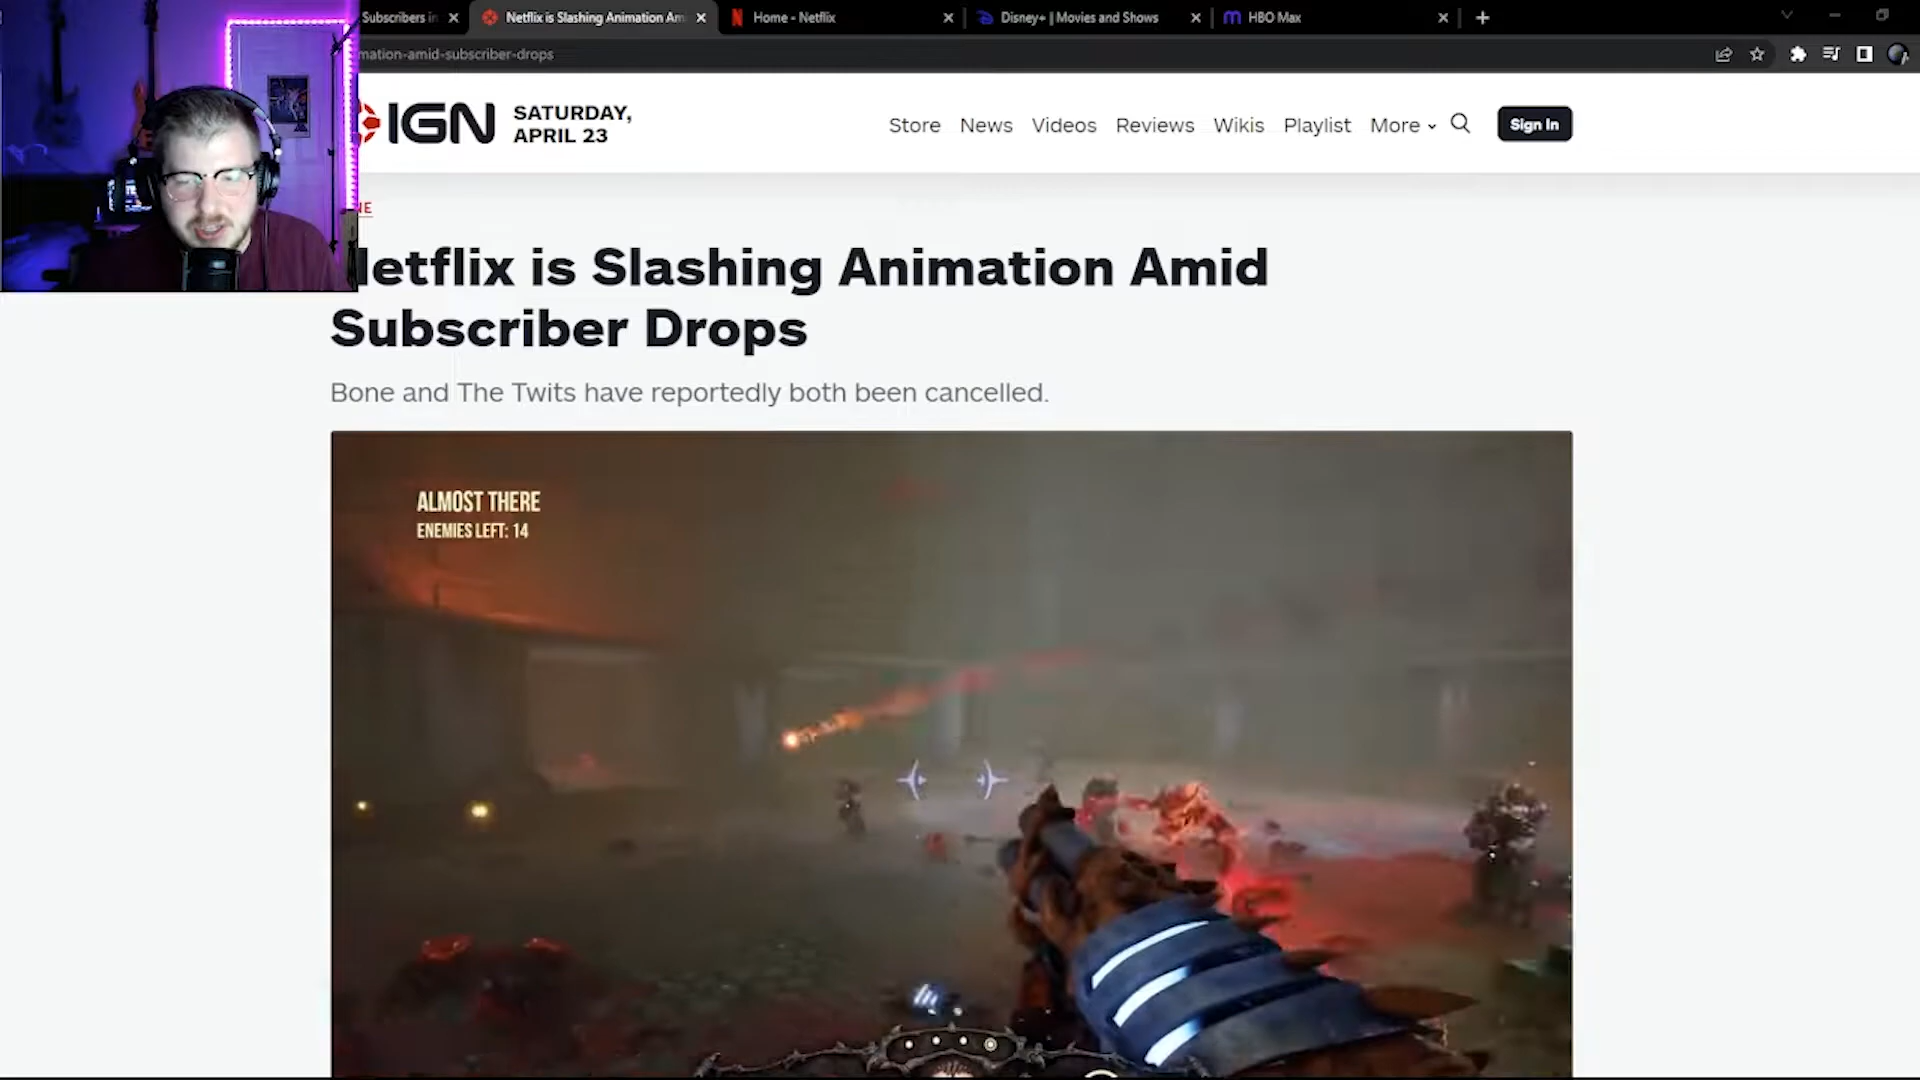 Subscribers in
Netflix is Slashing Animation Am
Home - Netflix
Disney+ | Movies and Shows
HBO Max
mation-amid-subscriber-drops
IGN
SATURDAY,
APRIL 23
Store
News
Videos
Reviews
Wikis
Playlist
More
Sign In
NE
Netflix is Slashing Animation Amid
Subscriber Drops
Bone and The Twits have reportedly both been cancelled.
ALMOST THERE
ENEMIES LEFT: 14